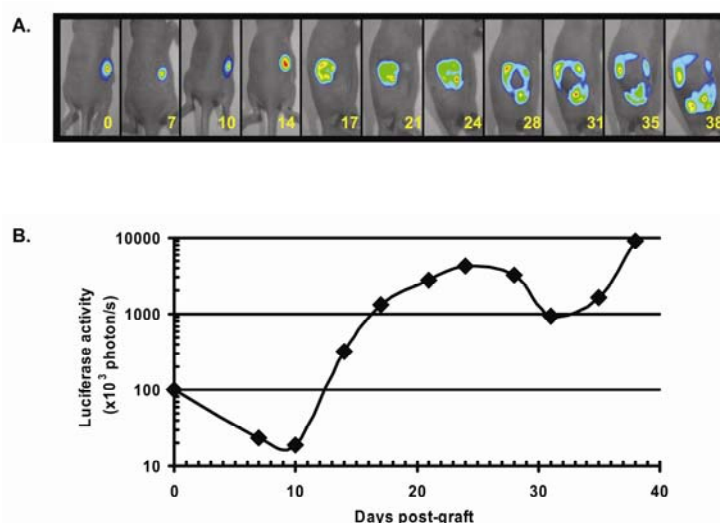 A.
0 7 10 14 17 21 24 28 31 35 38
B.
10000
1000
100
10
Luciferase activity
(x10³ photon/s)
0 10 20 30 40
Days post-graft